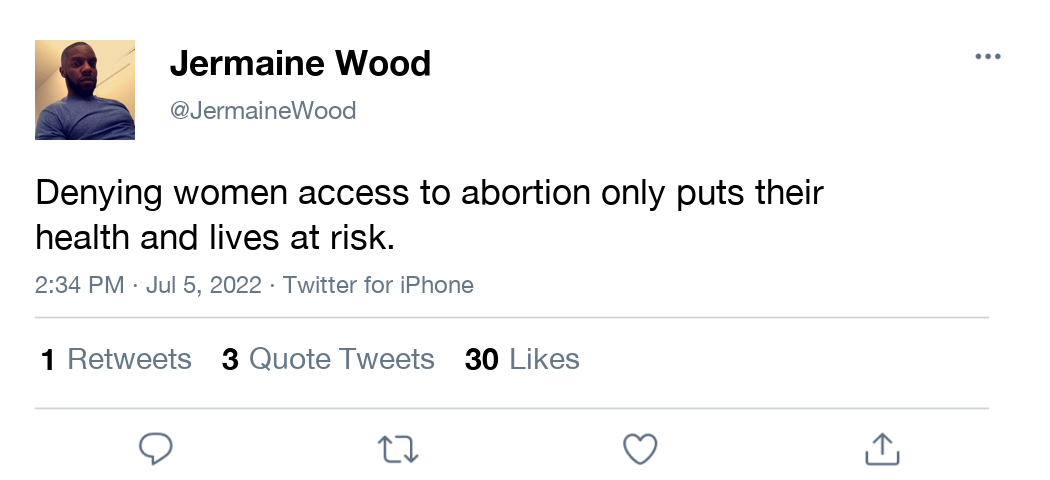 Jermaine Wood
@JermaineWood
Denying women access to abortion only puts their
health and lives at risk.
2:34 PM · Jul 5, 2022 · Twitter for iPhone
1 Retweets 3 Quote Tweets 30 Likes